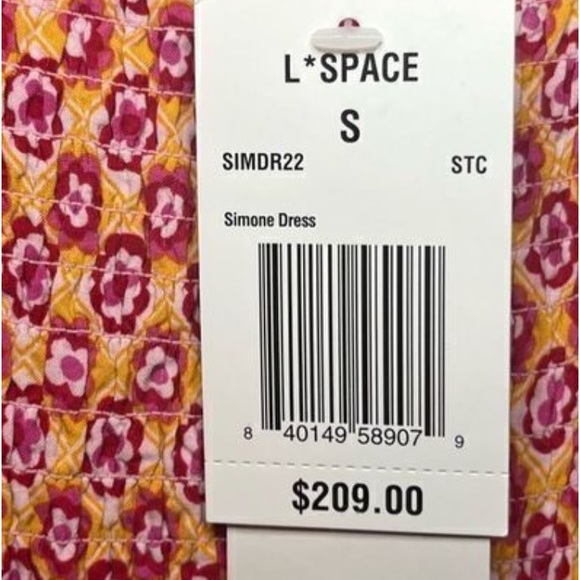 L*SPACE
S
SIMDR22 STC
Simone Dress
8 40149 58907 9
$209.00